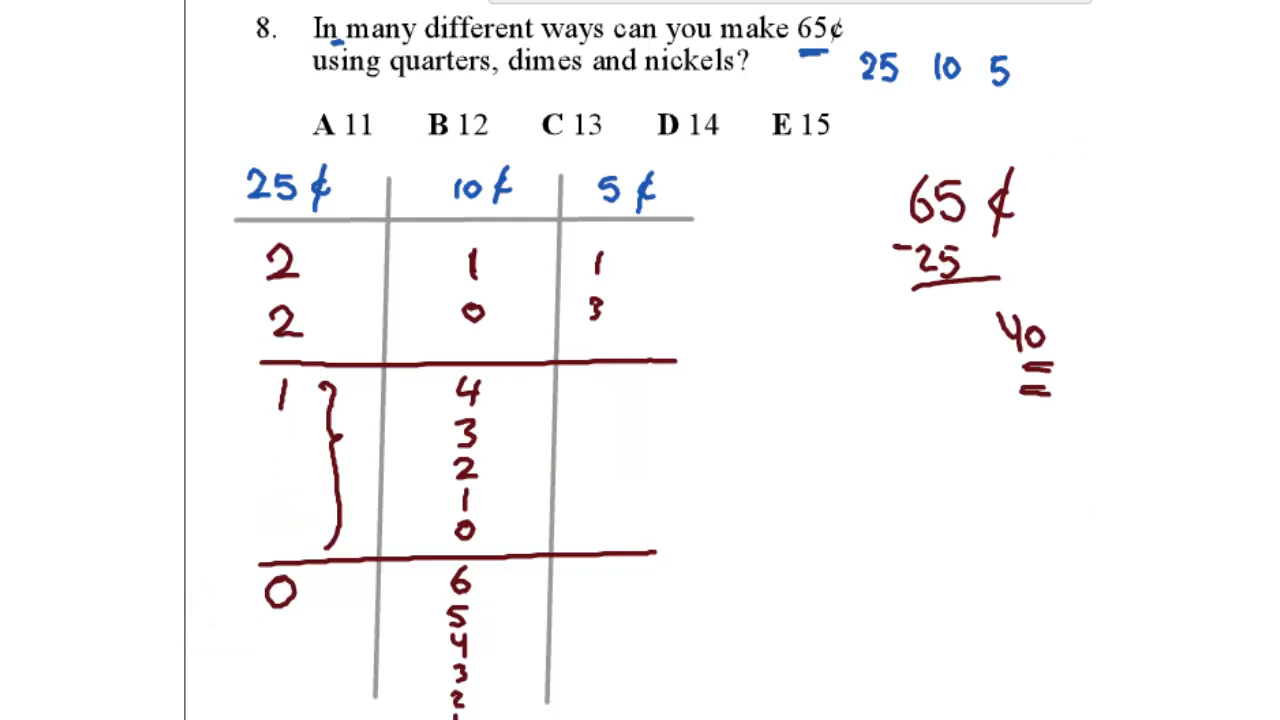 8. In many different ways can you make 65¢
using quarters, dimes and nickels?
25 10 5
A 11 B 12 C 13 D 14 E 15
25 ¢ 10 ¢ 5 ¢
65 ¢
-25
40
2 1 1
2 0 3
1 4
3
2
1
0
0 6
5
4
3
2